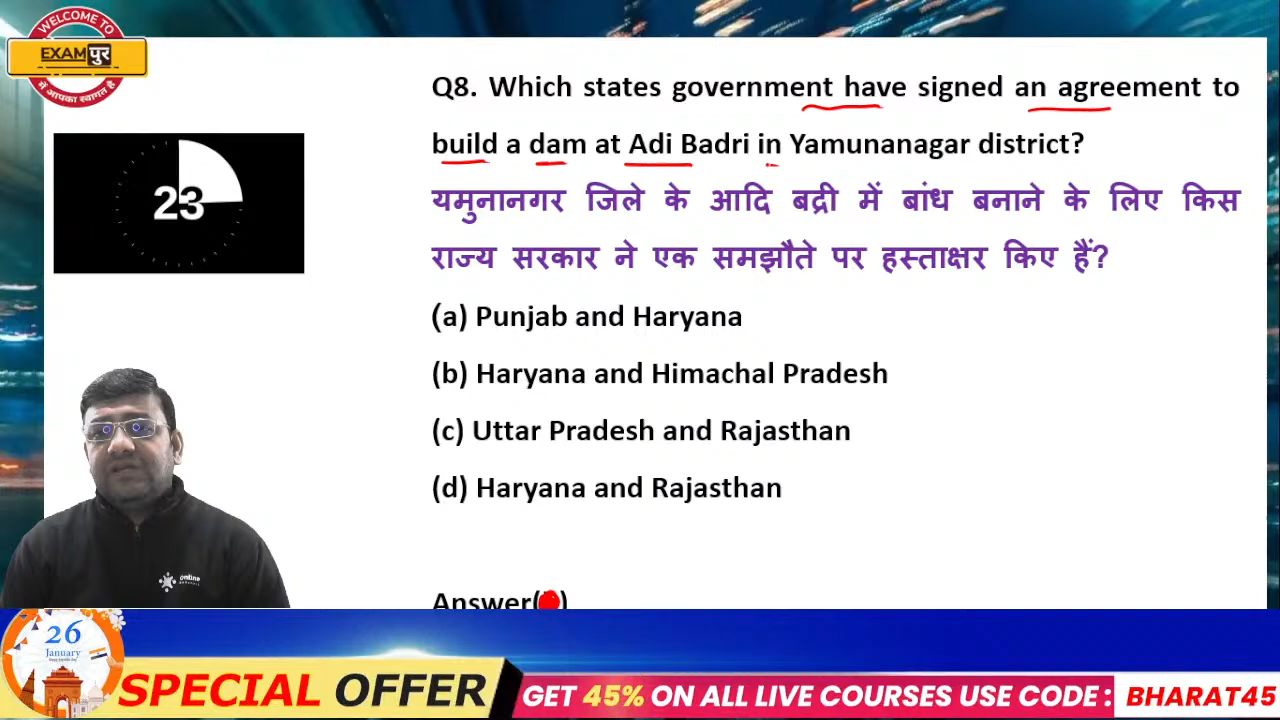 WELCOME TO
EXAMपुर
में आपका स्वागत है
Q8. Which states government have signed an agreement to
build a dam at Adi Badri in Yamunanagar district?
यमुनानगर जिले के आदि बद्री में बांध बनाने के लिए किस
राज्य सरकार ने एक समझौते पर हस्ताक्षर किए हैं?
(a) Punjab and Haryana
(b) Haryana and Himachal Pradesh
(c) Uttar Pradesh and Rajasthan
(d) Haryana and Rajasthan
Answer(
)
23
online
26
January
SPECIAL OFFER
GET 45% ON ALL LIVE COURSES USE CODE : BHARAT45